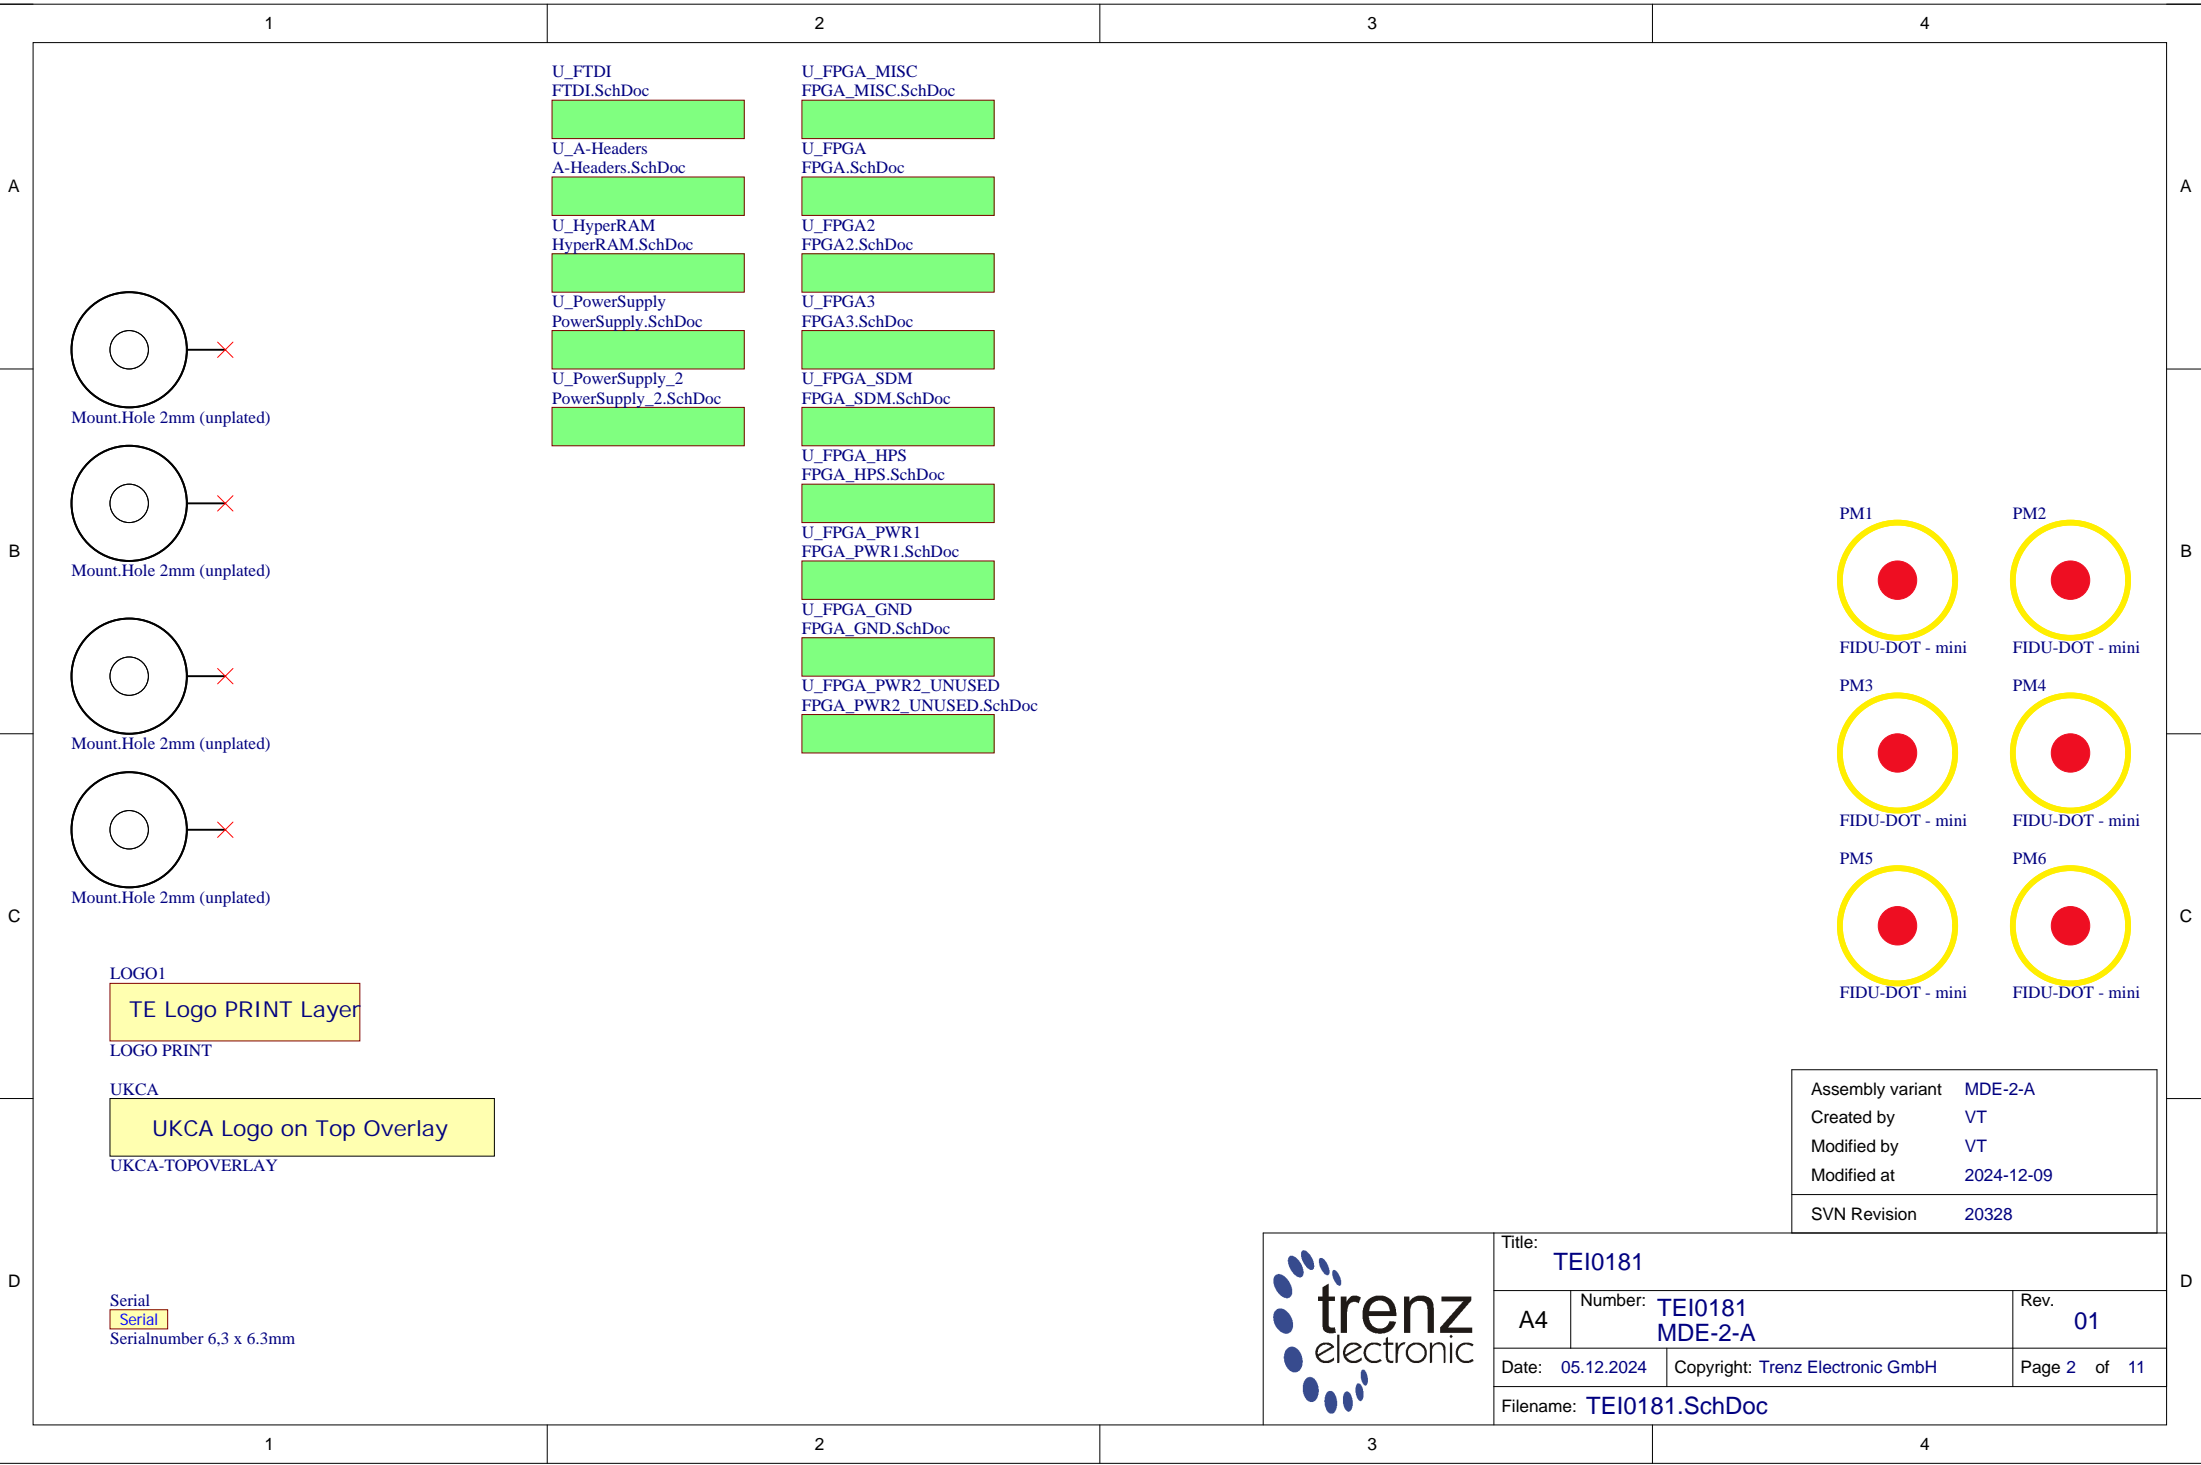 1 2 3 4
A A
B B
C C
D D
U_FTDI
FTDI.SchDoc
U_A-Headers
A-Headers.SchDoc
U_HyperRAM
HyperRAM.SchDoc
U_PowerSupply
PowerSupply.SchDoc
U_PowerSupply_2
PowerSupply_2.SchDoc
U_FPGA_MISC
FPGA_MISC.SchDoc
U_FPGA
FPGA.SchDoc
U_FPGA2
FPGA2.SchDoc
U_FPGA3
FPGA3.SchDoc
U_FPGA_SDM
FPGA_SDM.SchDoc
U_FPGA_HPS
FPGA_HPS.SchDoc
U_FPGA_PWR1
FPGA_PWR1.SchDoc
U_FPGA_GND
FPGA_GND.SchDoc
U_FPGA_PWR2_UNUSED
FPGA_PWR2_UNUSED.SchDoc
Mount.Hole 2mm (unplated)
Mount.Hole 2mm (unplated)
Mount.Hole 2mm (unplated)
Mount.Hole 2mm (unplated)
PM1 PM2
FIDU-DOT - mini FIDU-DOT - mini
PM3 PM4
FIDU-DOT - mini FIDU-DOT - mini
PM5 PM6
FIDU-DOT - mini FIDU-DOT - mini
LOGO1
TE Logo PRINT Layer
LOGO PRINT
UKCA
UKCA Logo on Top Overlay
UKCA-TOPOVERLAY
Serial
Serial
Serialnumber 6,3 x 6.3mm
Assembly variant MDE-2-A
Created by VT
Modified by VT
Modified at 2024-12-09
SVN Revision 20328
trenz
electronic
Title:
TEI0181
A4
Number: TEI0181
MDE-2-A
Rev.
01
Date: 05.12.2024 Copyright: Trenz Electronic GmbH Page 2 of 11
Filename: TEI0181.SchDoc
1 2 3 4